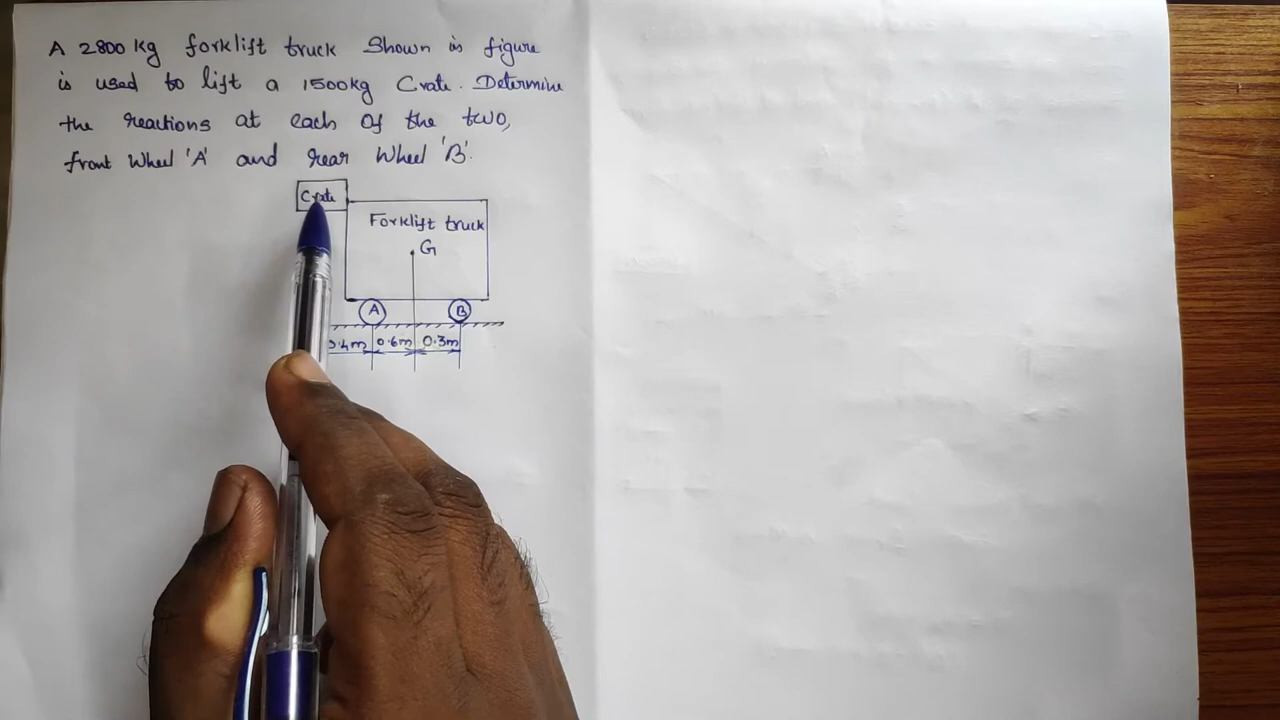 A 2800 kg forklift truck Shown in figure
is used to lift a 1500kg Crate. Determine
the reactions at each of the two,
front wheel 'A' and rear wheel 'B'.
Crate
Forklift truck
G
A B
0.6m 0.3m